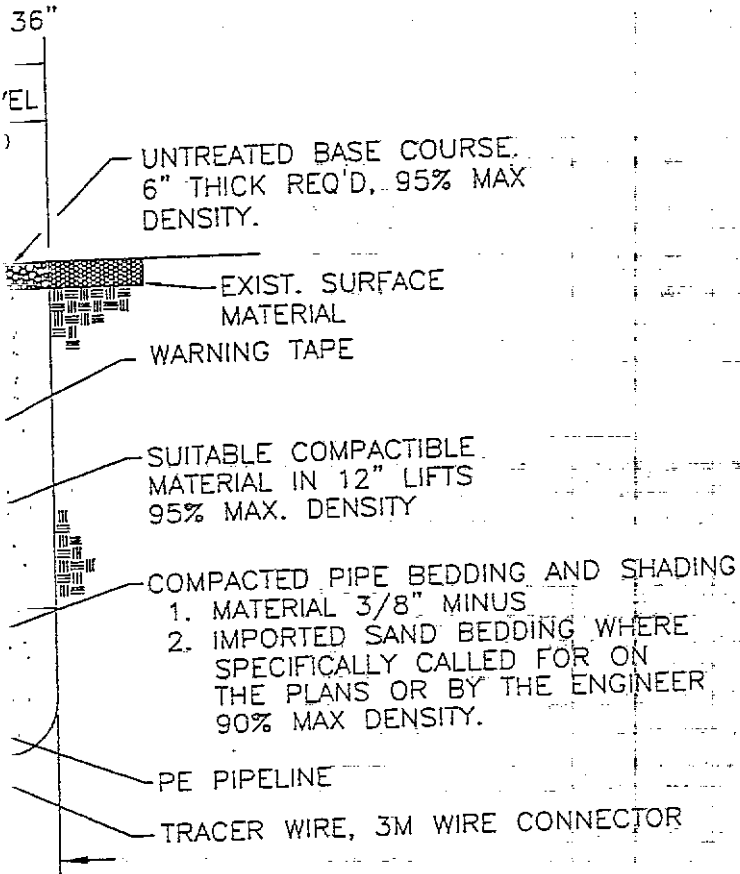 36"
'EL
)
UNTREATED BASE COURSE.
6" THICK REQ'D, 95% MAX
DENSITY.
EXIST. SURFACE
MATERIAL
WARNING TAPE
SUITABLE COMPACTIBLE
MATERIAL IN 12" LIFTS
95% MAX. DENSITY
COMPACTED PIPE BEDDING AND SHADING
1. MATERIAL 3/8" MINUS
2. IMPORTED SAND BEDDING WHERE
SPECIFICALLY CALLED FOR ON
THE PLANS OR BY THE ENGINEER
90% MAX DENSITY.
PE PIPELINE
TRACER WIRE, 3M WIRE CONNECTOR